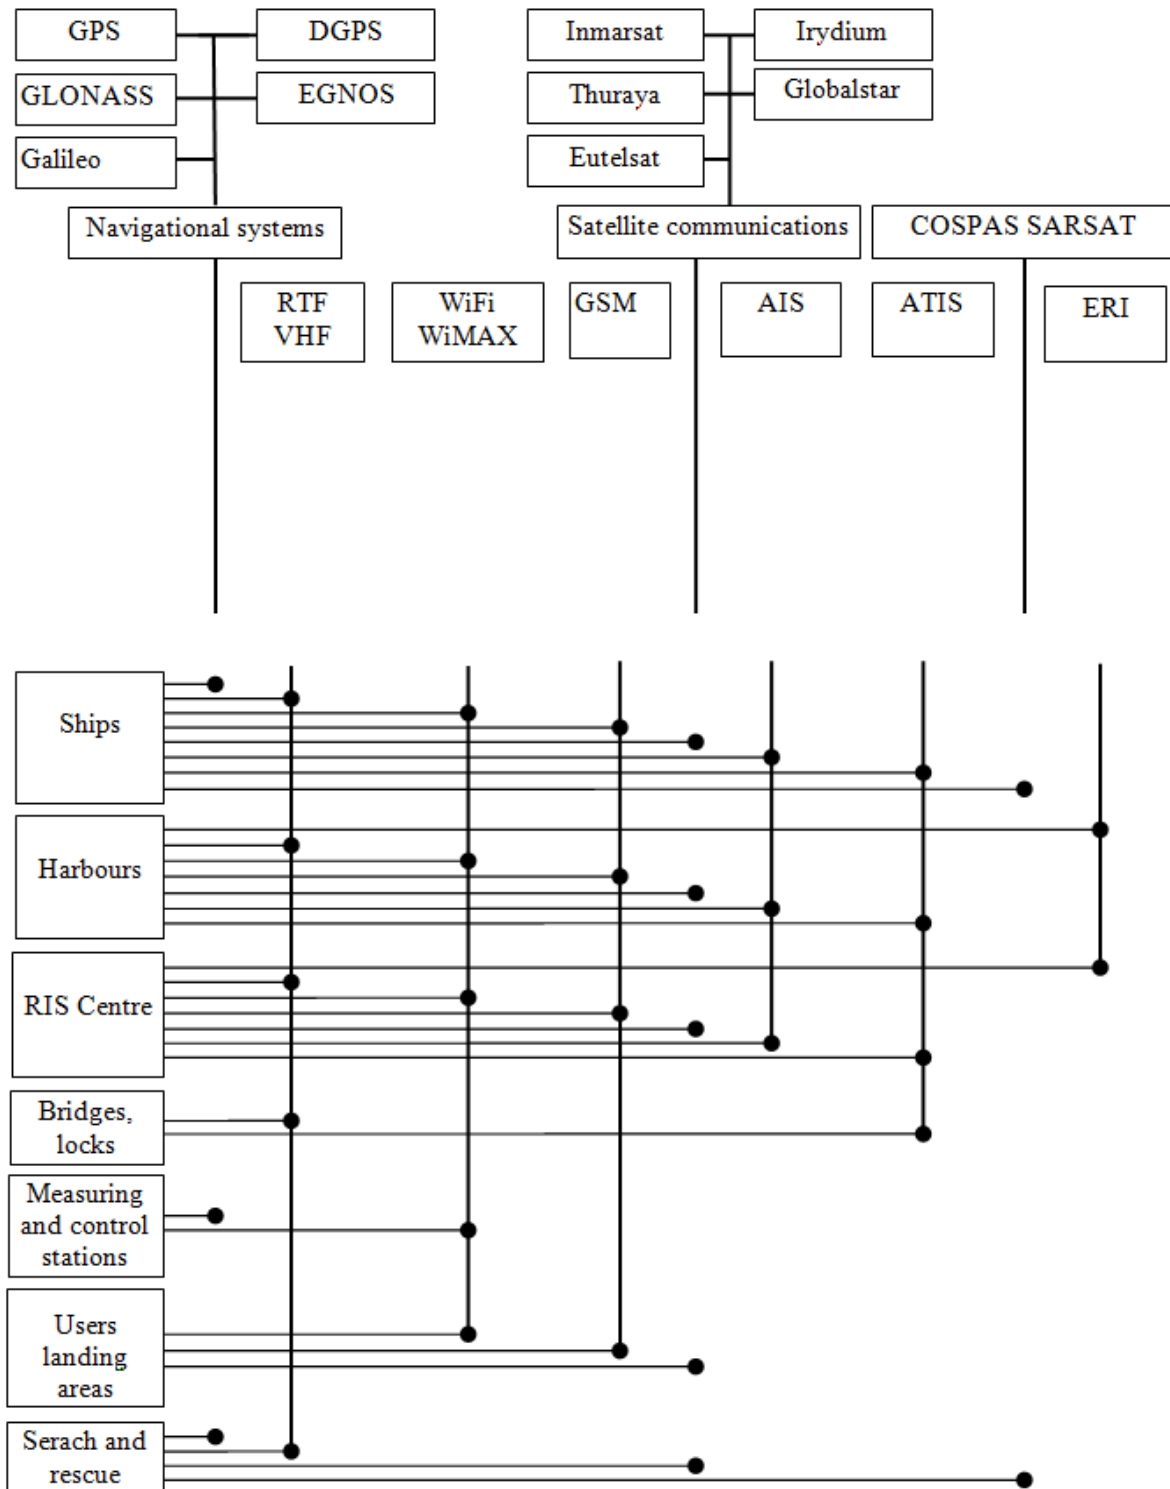 GPS
DGPS
Inmarsat
Irydium
GLONASS
EGNOS
Thuraya
Globalstar
Galileo
Eutelsat
Navigational systems
Satellite communications
COSPAS SARSAT
RTF
VHF
WiFi
WiMAX
GSM
AIS
ATIS
ERI
Ships
Harbours
RIS Centre
Bridges,
locks
Measuring
and control
stations
Users
landing
areas
Serach and
rescue